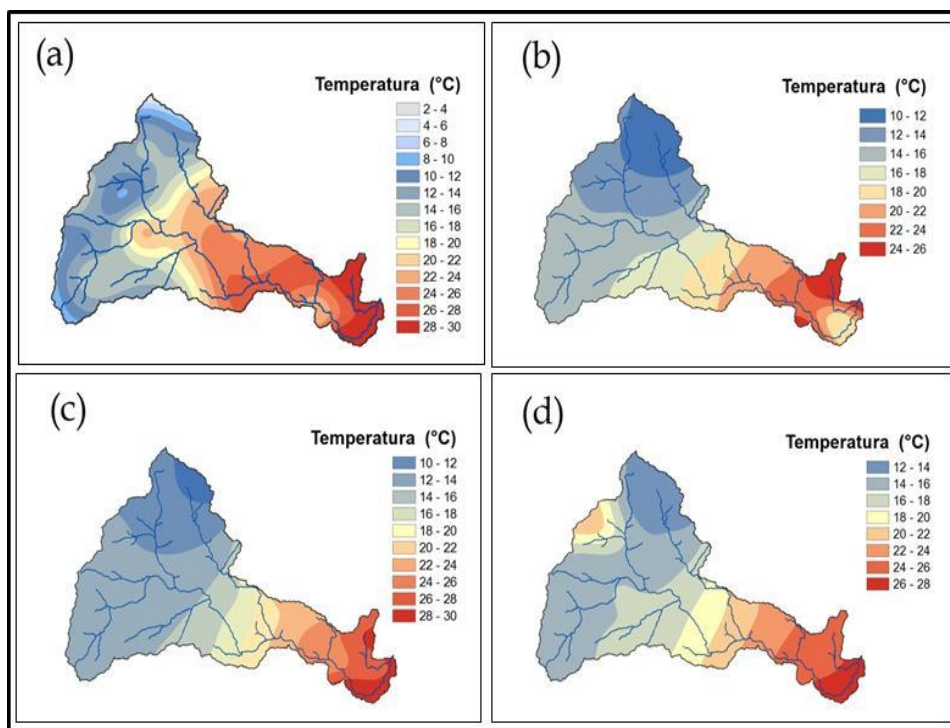 (a)
Temperatura (°C)
2 - 4
4 - 6
6 - 8
8 - 10
10 - 12
12 - 14
14 - 16
16 - 18
18 - 20
20 - 22
22 - 24
24 - 26
26 - 28
28 - 30
(b)
Temperatura (°C)
10 - 12
12 - 14
14 - 16
16 - 18
18 - 20
20 - 22
22 - 24
24 - 26
(c)
Temperatura (°C)
10 - 12
12 - 14
14 - 16
16 - 18
18 - 20
20 - 22
22 - 24
24 - 26
26 - 28
28 - 30
(d)
Temperatura (°C)
12 - 14
14 - 16
16 - 18
18 - 20
20 - 22
22 - 24
24 - 26
26 - 28